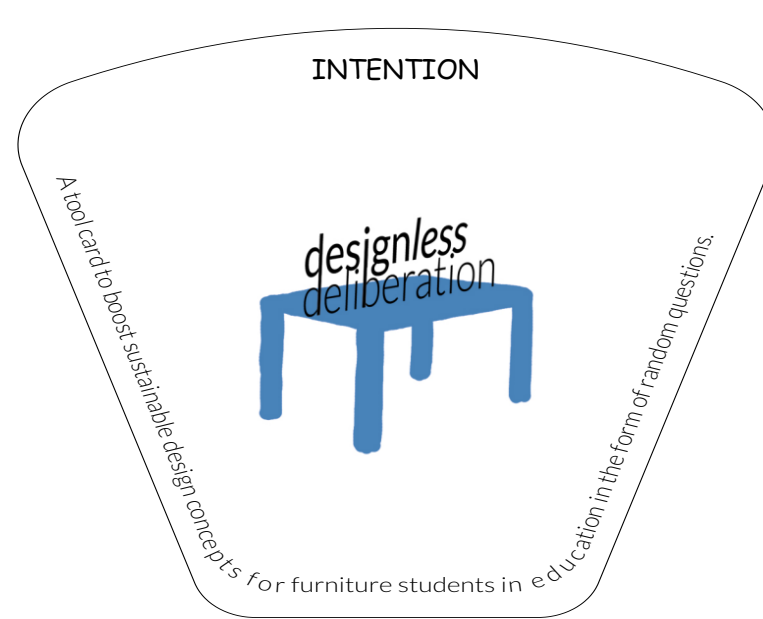 INTENTION
designless
deliberation
A tool card to boost sustainable design concepts for furniture students in education in the form of random questions.